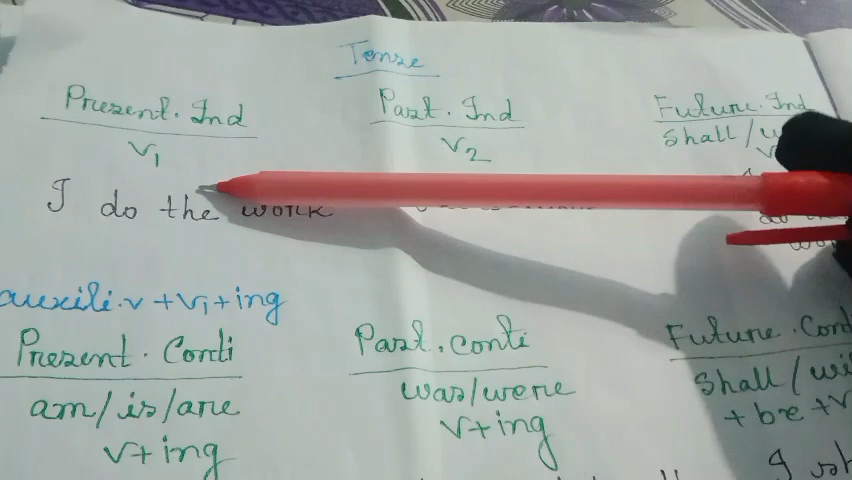 Tense
Present. Ind
V1
I do the work
Past. Ind
V2
Future. Ind
Shall/
auxili.v+v1+ing
Present. Conti
am/is/are
v+ing
Past. conti
was/were
v+ing
Future. Conti
Shall/
+be+v
I